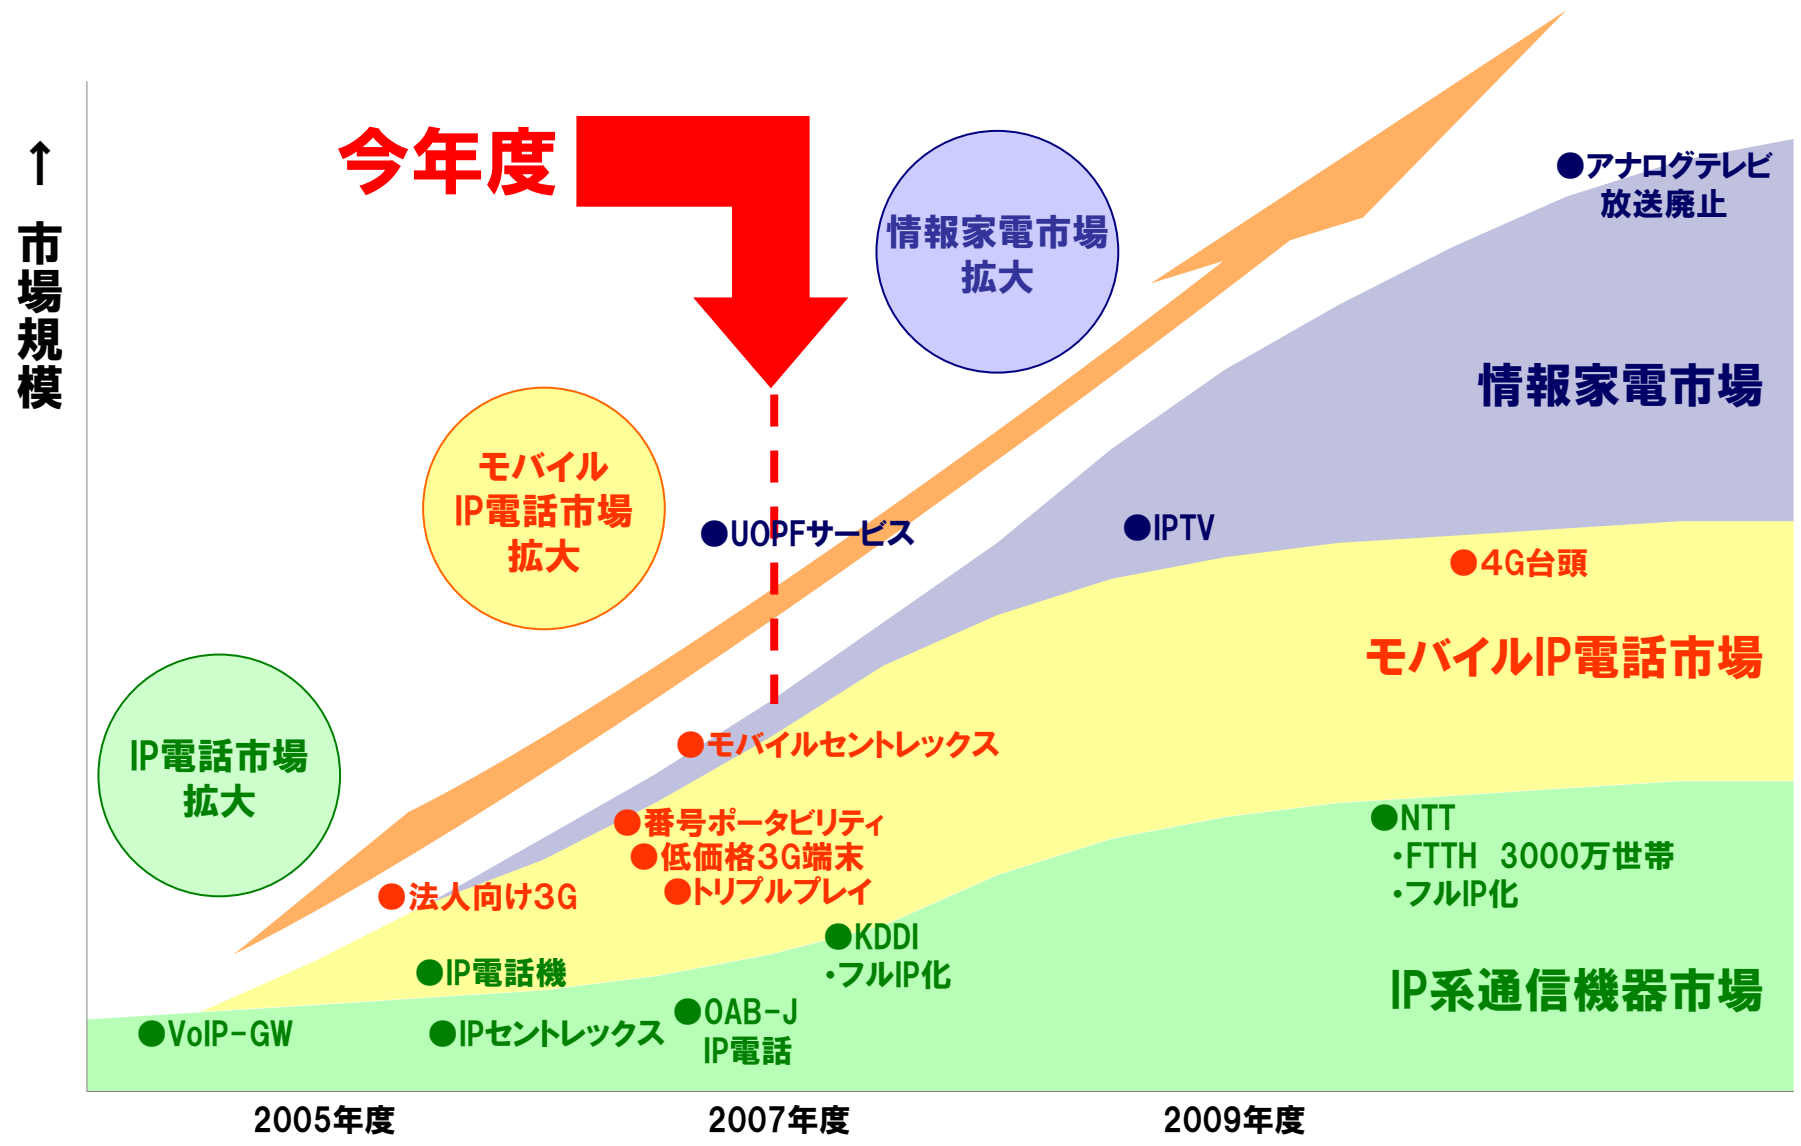 ↑市場規模
今年度
情報家電市場
拡大
モバイル
IP電話市場
拡大
IP電話市場
拡大
●アナログテレビ
放送廃止
情報家電市場
●UOPFサービス
●IPTV
●4G台頭
モバイルIP電話市場
●モバイルセントレックス
●番号ポータビリティ
●低価格3G端末
●トリプルプレイ
●法人向け3G
●NTT
・FTTH　3000万世帯
・フルIP化
●KDDI
・フルIP化
●IP電話機
IP系通信機器市場
●VoIP-GW
●IPセントレックス
●0AB-J
IP電話
2005年度
2007年度
2009年度